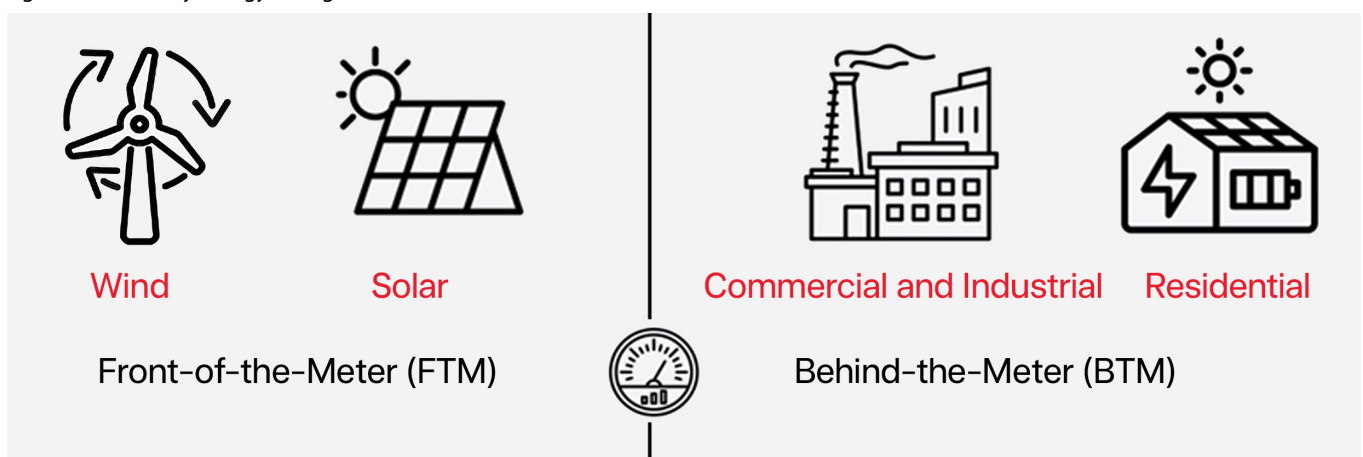 Wind
Solar
Commercial and Industrial
Residential
Front-of-the-Meter (FTM)
Behind-the-Meter (BTM)